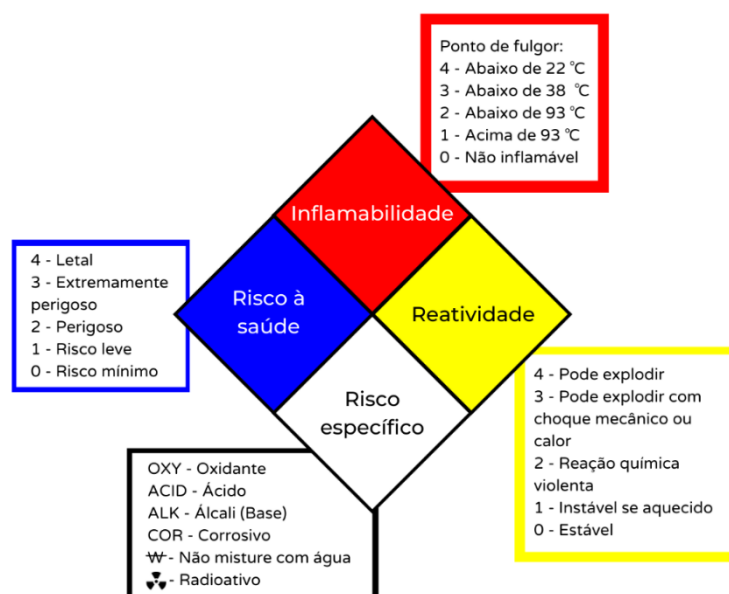 Ponto de fulgor:
4 - Abaixo de 22 °C
3 - Abaixo de 38 °C
2 - Abaixo de 93 °C
1 - Acima de 93 °C
0 - Não inflamável
Inflamabilidade
4 - Letal
3 - Extremamente
perigoso
2 - Perigoso
1 - Risco leve
0 - Risco mínimo
Risco à
saúde
Reatividade
4 - Pode explodir
3 - Pode explodir com
choque mecânico ou
calor
2 - Reação química
violenta
1 - Instável se aquecido
0 - Estável
Risco
específico
OXY - Oxidante
ACID - Ácido
ALK - Álcali (Base)
COR - Corrosivo
W̶ - Não misture com água
☢ - Radioativo